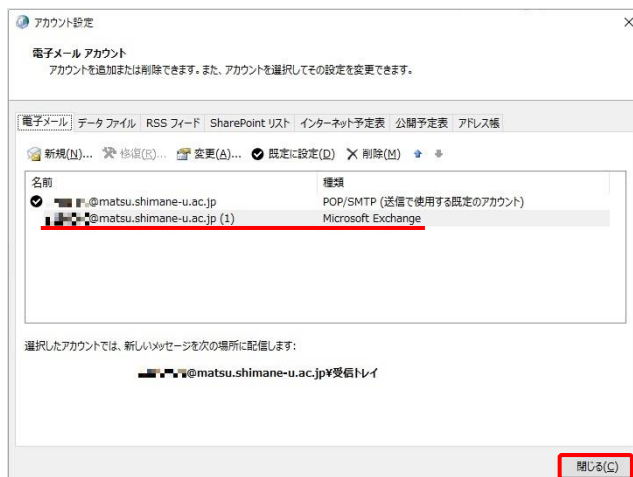 アカウント設定
電子メール アカウント
アカウントを追加または削除できます。また、アカウントを選択してその設定を変更できます。
電子メール データ ファイル RSS フィード SharePoint リスト インターネット予定表 公開予定表 アドレス帳
新規(N)... 修復(R)... 変更(A)... 既定に設定(D) 削除(M)
名前 種類
@matsu.shimane-u.ac.jp POP/SMTP (送信で使用する既定のアカウント)
@matsu.shimane-u.ac.jp (1) Microsoft Exchange
選択したアカウントでは、新しいメッセージを次の場所に配信します:
@matsu.shimane-u.ac.jp¥受信トレイ
閉じる(C)